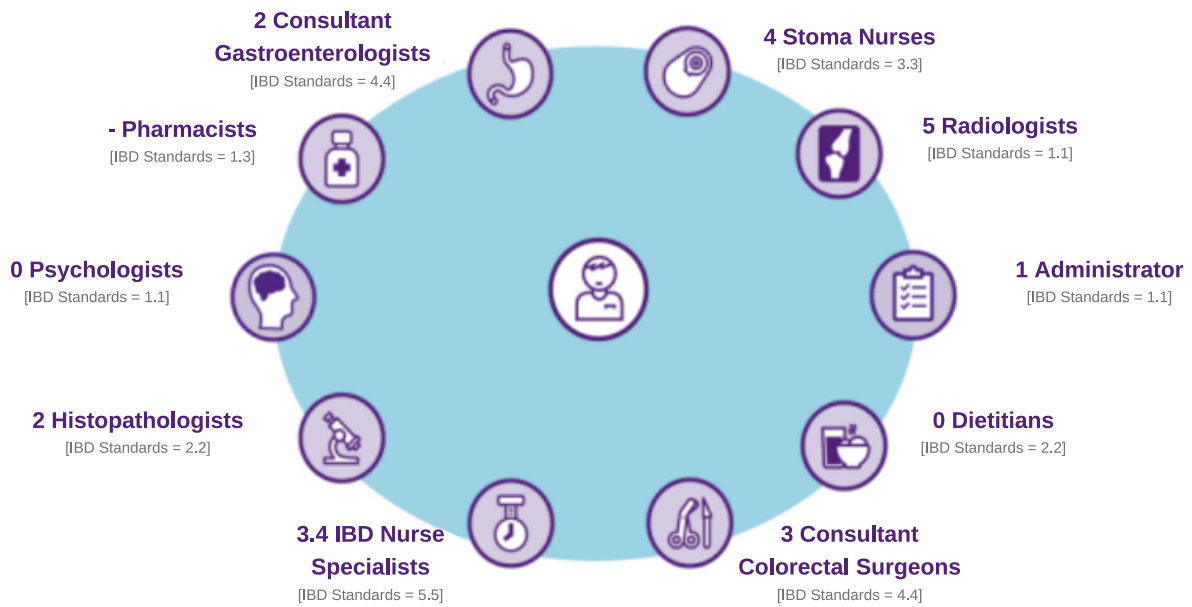 2 Consultant
Gastroenterologists
[IBD Standards = 4.4]
4 Stoma Nurses
[IBD Standards = 3.3]
- Pharmacists
[IBD Standards = 1.3]
5 Radiologists
[IBD Standards = 1.1]
0 Psychologists
[IBD Standards = 1.1]
1 Administrator
[IBD Standards = 1.1]
2 Histopathologists
[IBD Standards = 2.2]
0 Dietitians
[IBD Standards = 2.2]
3.4 IBD Nurse
Specialists
[IBD Standards = 5.5]
3 Consultant
Colorectal Surgeons
[IBD Standards = 4.4]